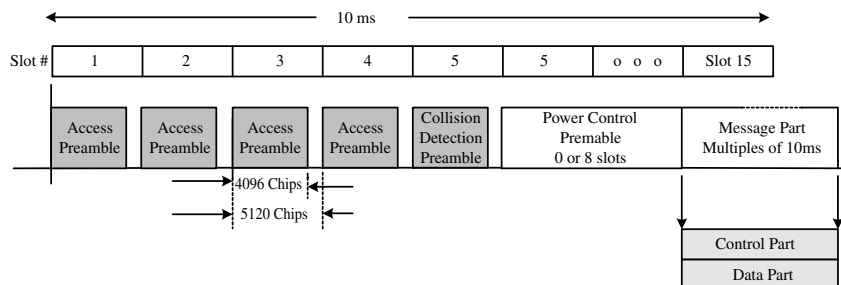 10 ms
Slot # 1 2 3 4 5 5 o o o Slot 15
Access Preamble
Access Preamble
Access Preamble
Access Preamble
Collision Detection Preamble
Power Control Premable 0 or 8 slots
Message Part Multiples of 10ms
4096 Chips
5120 Chips
Control Part
Data Part